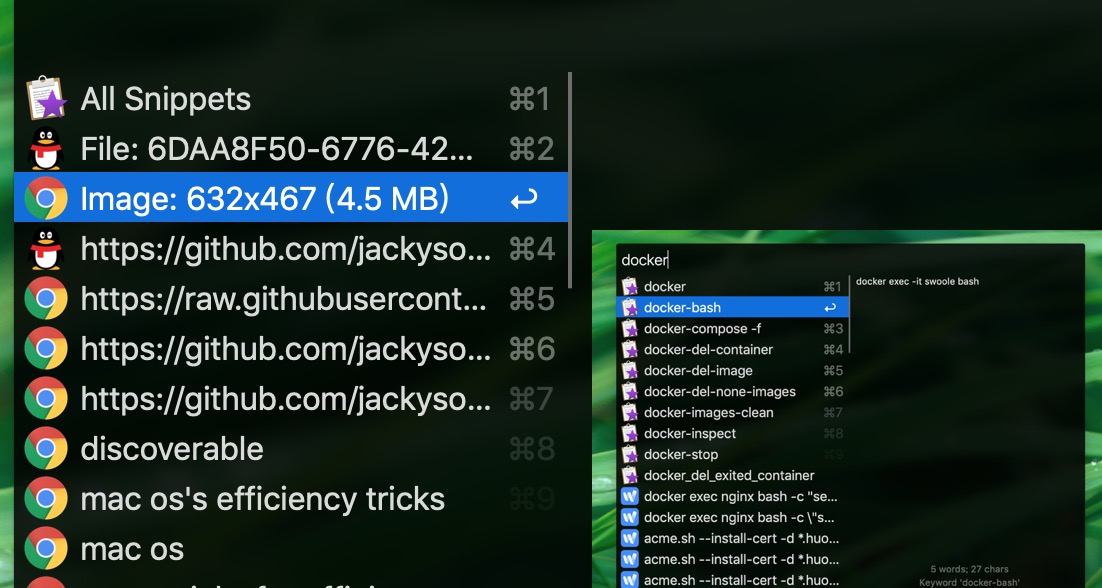 All Snippets ⌘1
File: 6DAA8F50-6776-42... ⌘2
Image: 632x467 (4.5 MB) ↩
https://github.com/jackyso... ⌘4
https://raw.githubusercont... ⌘5
https://github.com/jackyso... ⌘6
https://github.com/jackyso... ⌘7
discoverable ⌘8
mac os's efficiency tricks ⌘9
mac os
docker
docker ⌘1
docker exec -it swoole bash
docker-bash ↩
docker-compose -f ⌘3
docker-del-container ⌘4
docker-del-image ⌘5
docker-del-none-images ⌘6
docker-images-clean ⌘7
docker-inspect ⌘8
docker-stop ⌘9
docker_del_exited_container
docker exec nginx bash -c "se...
docker exec nginx bash -c \"s...
acme.sh --install-cert -d *.huo...
acme.sh --install-cert -d *.huo...
acme.sh --install-cert -d *.huo...
5 words; 27 chars
Keyword 'docker-bash'